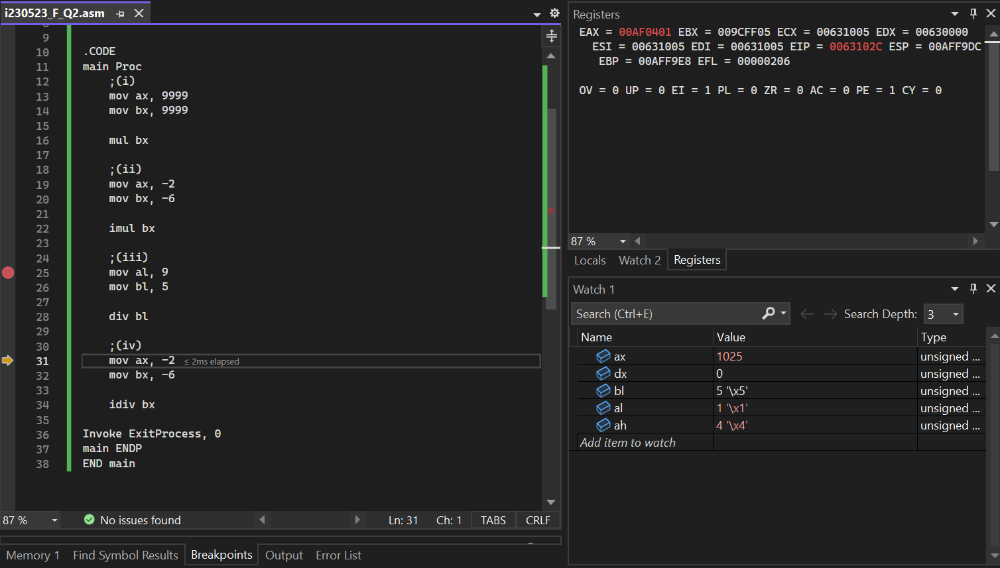 i230523_F_Q2.asm
9
10 .CODE
11 main Proc
12 ;(i)
13 mov ax, 9999
14 mov bx, 9999
15
16 mul bx
17
18 ;(ii)
19 mov ax, -2
20 mov bx, -6
21
22 imul bx
23
24 ;(iii)
25 mov al, 9
26 mov bl, 5
27
28 div bl
29
30 ;(iv)
31 mov ax, -2 ≤ 2ms elapsed
32 mov bx, -6
33
34 idiv bx
35
36 Invoke ExitProcess, 0
37 main ENDP
38 END main
87 % No issues found Ln: 31 Ch: 1 TABS CRLF
Memory 1 Find Symbol Results Breakpoints Output Error List
Registers
EAX = 00AF0401 EBX = 009CFF05 ECX = 00631005 EDX = 00630000
ESI = 00631005 EDI = 00631005 EIP = 0063102C ESP = 00AFF9DC
EBP = 00AFF9E8 EFL = 00000206
OV = 0 UP = 0 EI = 1 PL = 0 ZR = 0 AC = 0 PE = 1 CY = 0
87 %
Locals Watch 2 Registers
Watch 1
Search (Ctrl+E) Search Depth: 3
Name Value Type
ax 1025 unsigned ...
dx 0 unsigned ...
bl 5 '\x5' unsigned ...
al 1 '\x1' unsigned ...
ah 4 '\x4' unsigned ...
Add item to watch